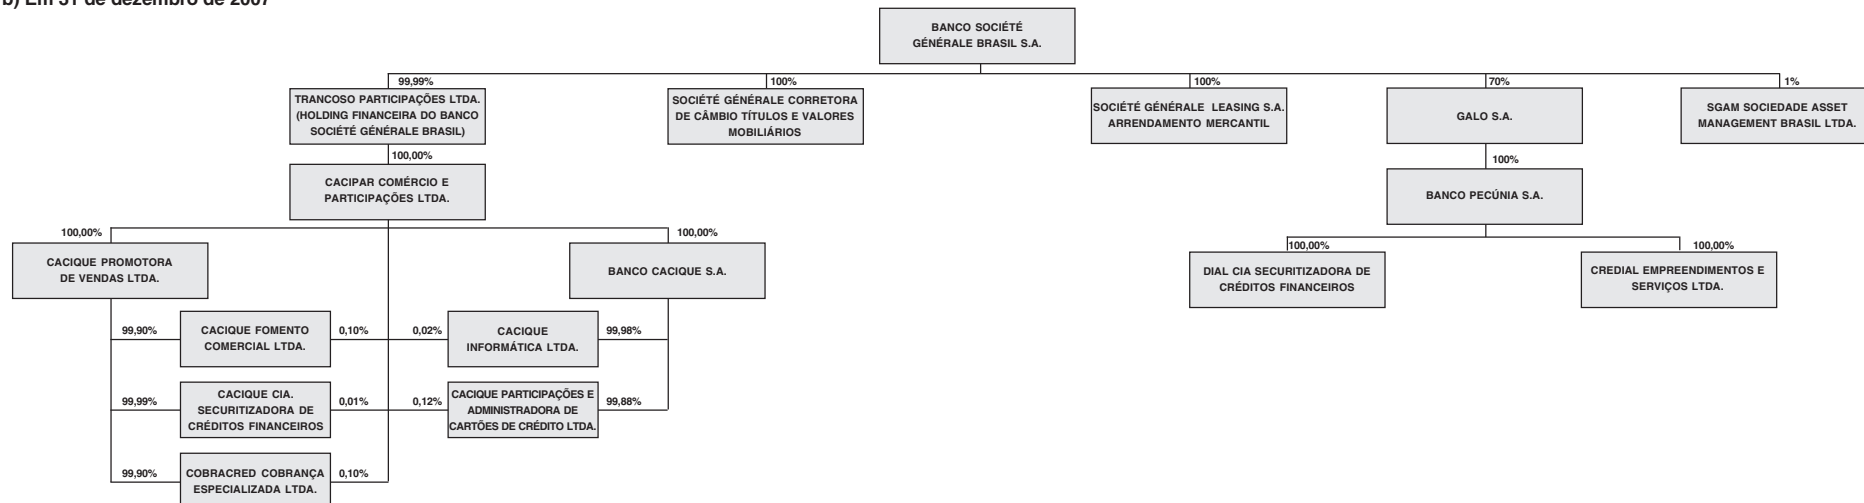 b) Em 31 de dezembro de 2007
BANCO SOCIÉTÉ
GÉNÉRALE BRASIL S.A.
99,99%
100%
100%
70%
1%
TRANCOSO PARTICIPAÇÕES LTDA.
(HOLDING FINANCEIRA DO BANCO
SOCIÉTÉ GÉNÉRALE BRASIL)
SOCIÉTÉ GÉNÉRALE CORRETORA
DE CÂMBIO TÍTULOS E VALORES
MOBILIÁRIOS
SOCIÉTÉ GÉNÉRALE LEASING S.A.
ARRENDAMENTO MERCANTIL
GALO S.A.
SGAM SOCIEDADE ASSET
MANAGEMENT BRASIL LTDA.
100,00%
100%
CACIPAR COMÉRCIO E
PARTICIPAÇÕES LTDA.
BANCO PECÚNIA S.A.
100,00%
100,00%
100,00%
100,00%
CACIQUE PROMOTORA
DE VENDAS LTDA.
BANCO CACIQUE S.A.
DIAL CIA SECURITIZADORA DE
CRÉDITOS FINANCEIROS
CREDIAL EMPREENDIMENTOS E
SERVIÇOS LTDA.
99,90%
CACIQUE FOMENTO
COMERCIAL LTDA.
0,10%
0,02%
CACIQUE
INFORMÁTICA LTDA.
99,98%
99,99%
CACIQUE CIA.
SECURITIZADORA DE
CRÉDITOS FINANCEIROS
0,01%
0,12%
CACIQUE PARTICIPAÇÕES E
ADMINISTRADORA DE
CARTÕES DE CRÉDITO LTDA.
99,88%
99,90%
COBRACRED COBRANÇA
ESPECIALIZADA LTDA.
0,10%